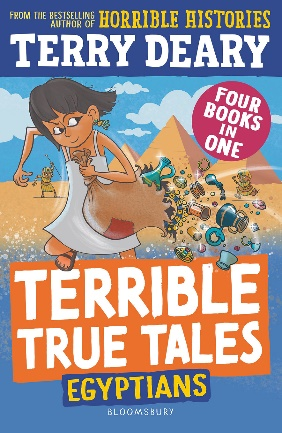 FROM THE BESTSELLING
AUTHOR OF
HORRIBLE HISTORIES
TERRY DEARY
FOUR
BOOKS IN
ONE
TERRIBLE
TRUE TALES
EGYPTIANS
BLOOMSBURY